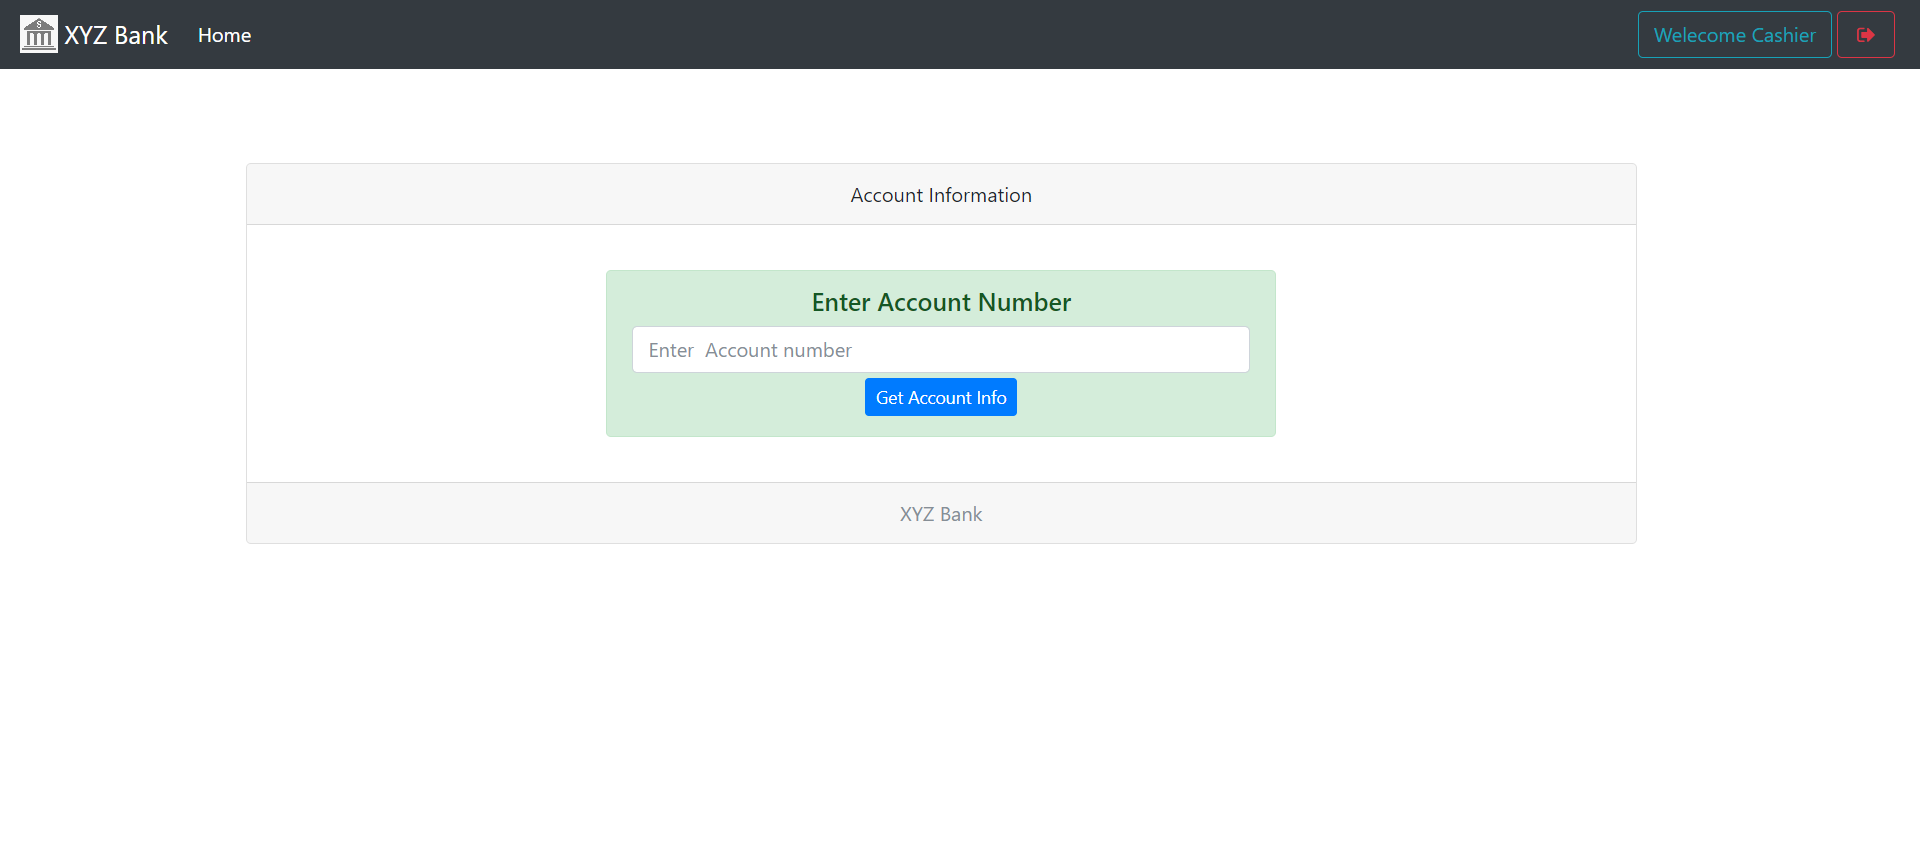 XYZ Bank Home Welecome Cashier
Account Information
Enter Account Number
Enter  Account number
Get Account Info
XYZ Bank